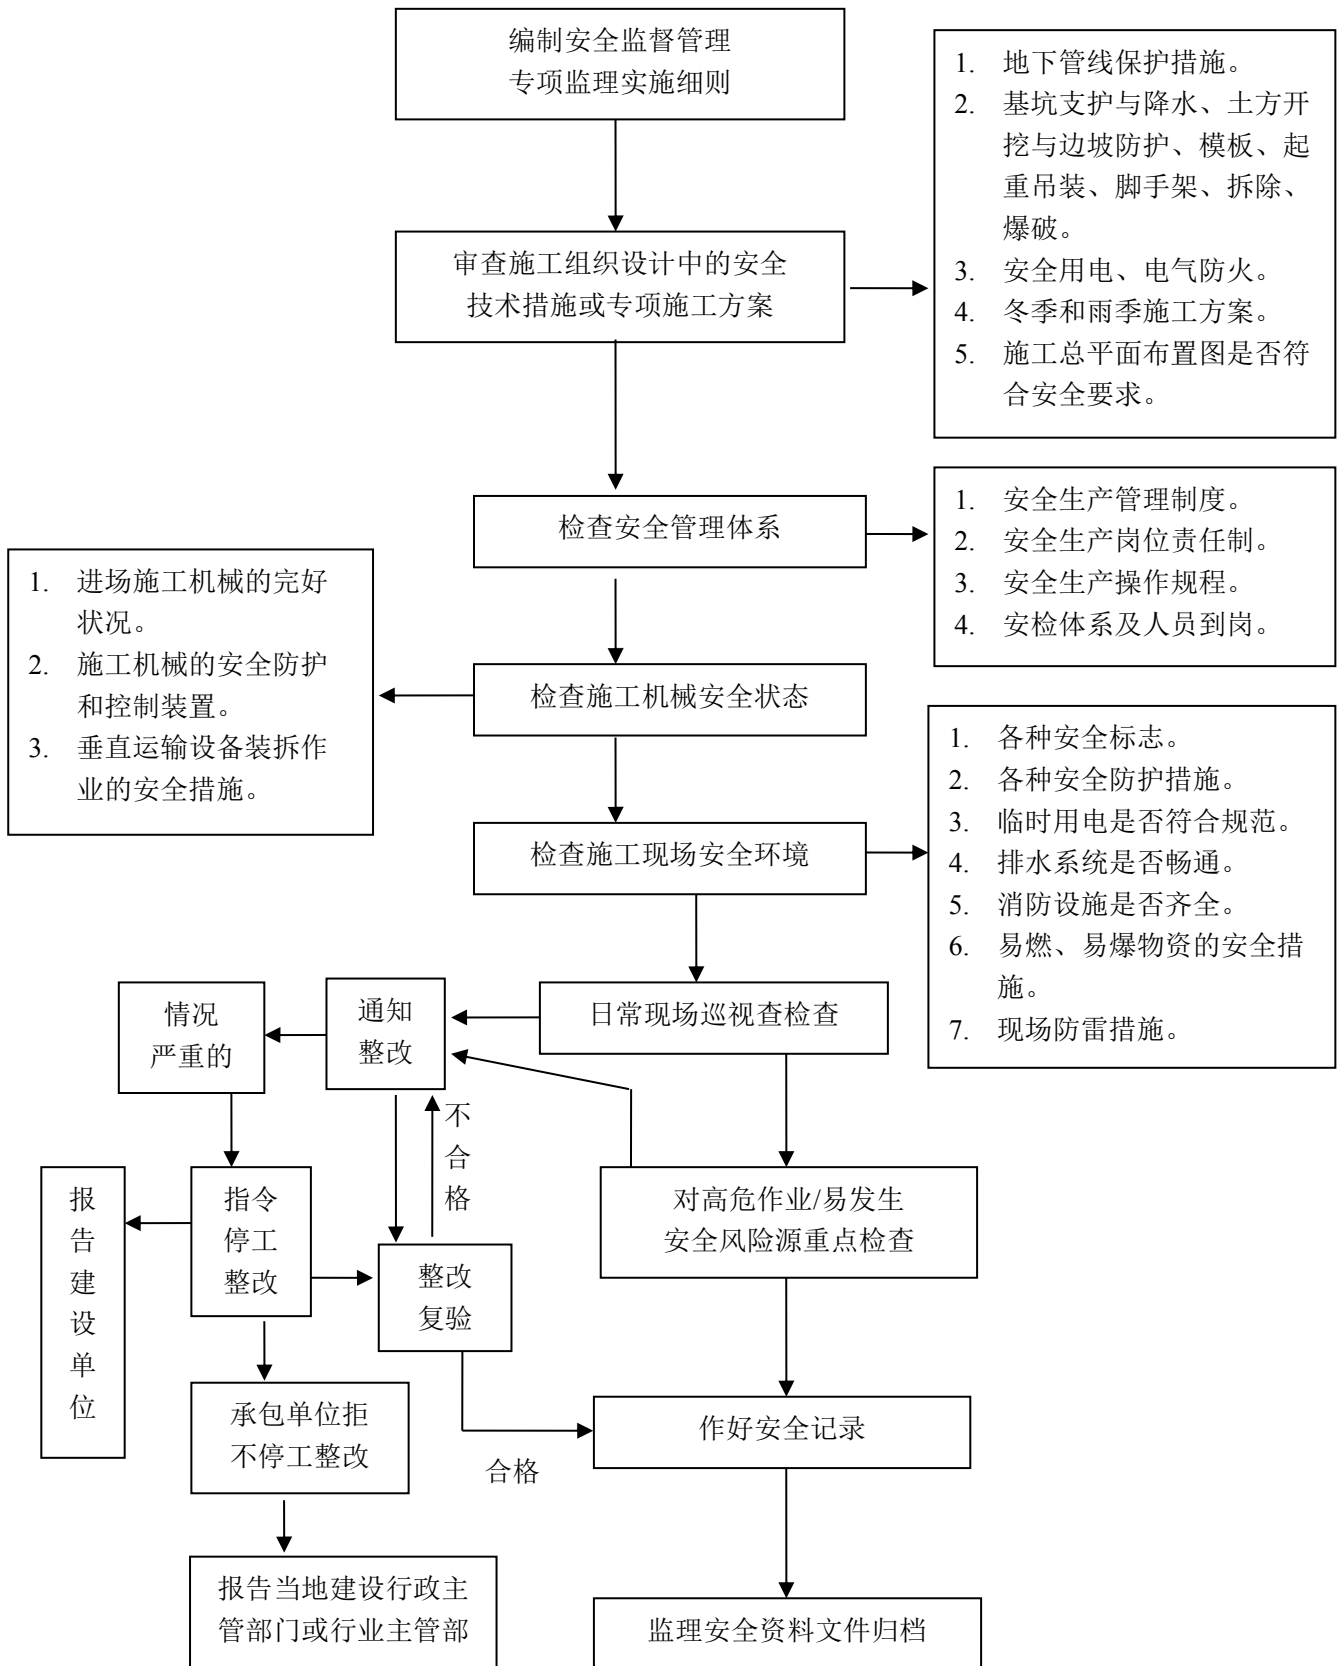 编制安全监督管理
专项监理实施细则
1. 地下管线保护措施。
2. 基坑支护与降水、土方开
挖与边坡防护、模板、起
重吊装、脚手架、拆除、
爆破。
3. 安全用电、电气防火。
4. 冬季和雨季施工方案。
5. 施工总平面布置图是否符
合安全要求。
审查施工组织设计中的安全
技术措施或专项施工方案
检查安全管理体系
1. 安全生产管理制度。
2. 安全生产岗位责任制。
3. 安全生产操作规程。
4. 安检体系及人员到岗。
1. 进场施工机械的完好
状况。
2. 施工机械的安全防护
和控制装置。
3. 垂直运输设备装拆作
业的安全措施。
检查施工机械安全状态
1. 各种安全标志。
2. 各种安全防护措施。
3. 临时用电是否符合规范。
4. 排水系统是否畅通。
5. 消防设施是否齐全。
6. 易燃、易爆物资的安全措
施。
7. 现场防雷措施。
检查施工现场安全环境
日常现场巡视查检查
通知
整改
情况
严重的
不
合
格
对高危作业/易发生
安全风险源重点检查
报
告
建
设
单
位
指令
停工
整改
整改
复验
承包单位拒
不停工整改
合格
作好安全记录
报告当地建设行政主
管部门或行业主管部
监理安全资料文件归档